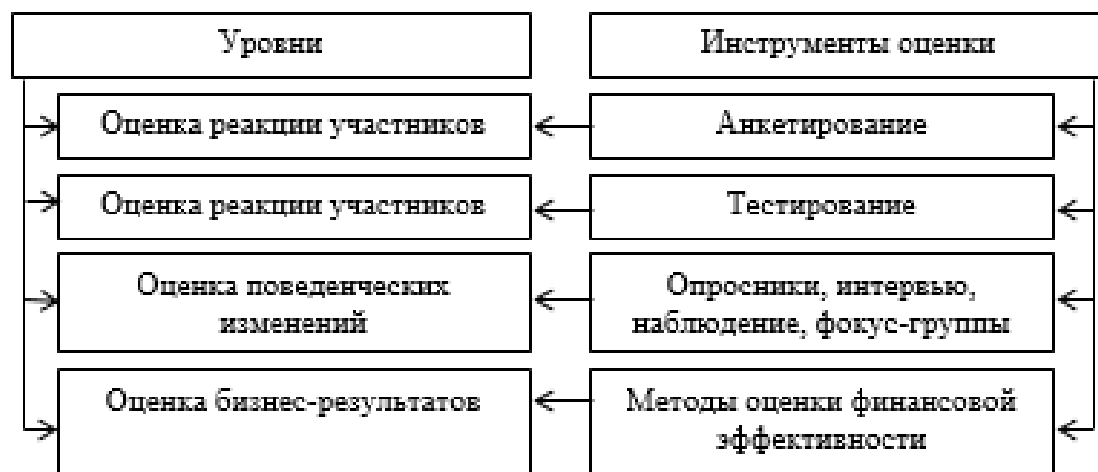 Уровни
Инструменты оценки
Оценка реакции участников
Анкетирование
Оценка реакции участников
Тестирование
Оценка поведенческих
изменений
Опросники, интервью,
наблюдение, фокус-группы
Оценка бизнес-результатов
Методы оценки финансовой
эффективности